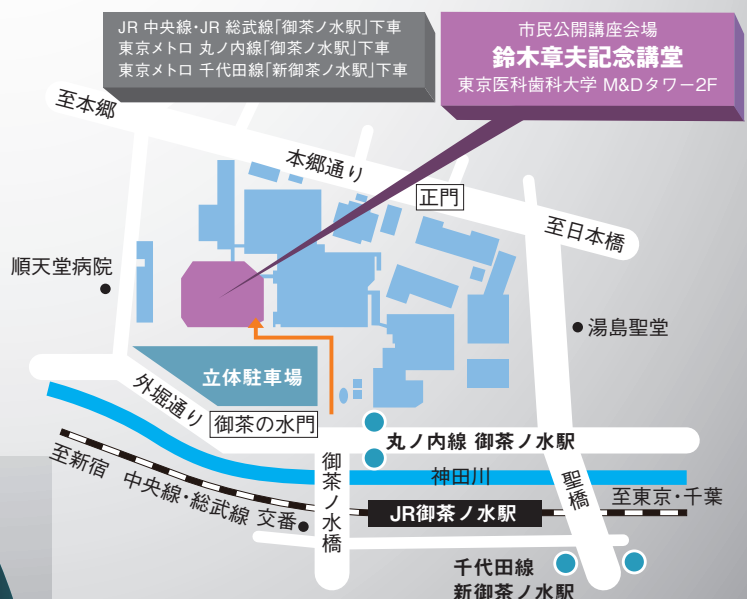 JR 中央線・JR 総武線「御茶ノ水駅」下車
東京メトロ 丸ノ内線「御茶ノ水駅」下車
東京メトロ 千代田線「新御茶ノ水駅」下車
市民公開講座会場
鈴木章夫記念講堂
東京医科歯科大学 M&Dタワー2F
至本郷
本郷通り
正門
至日本橋
順天堂病院
湯島聖堂
立体駐車場
外堀通り
御茶の水門
丸ノ内線 御茶ノ水駅
神田川
至新宿
中央線・総武線
交番
御茶ノ水橋
JR御茶ノ水駅
聖橋
至東京・千葉
千代田線
新御茶ノ水駅